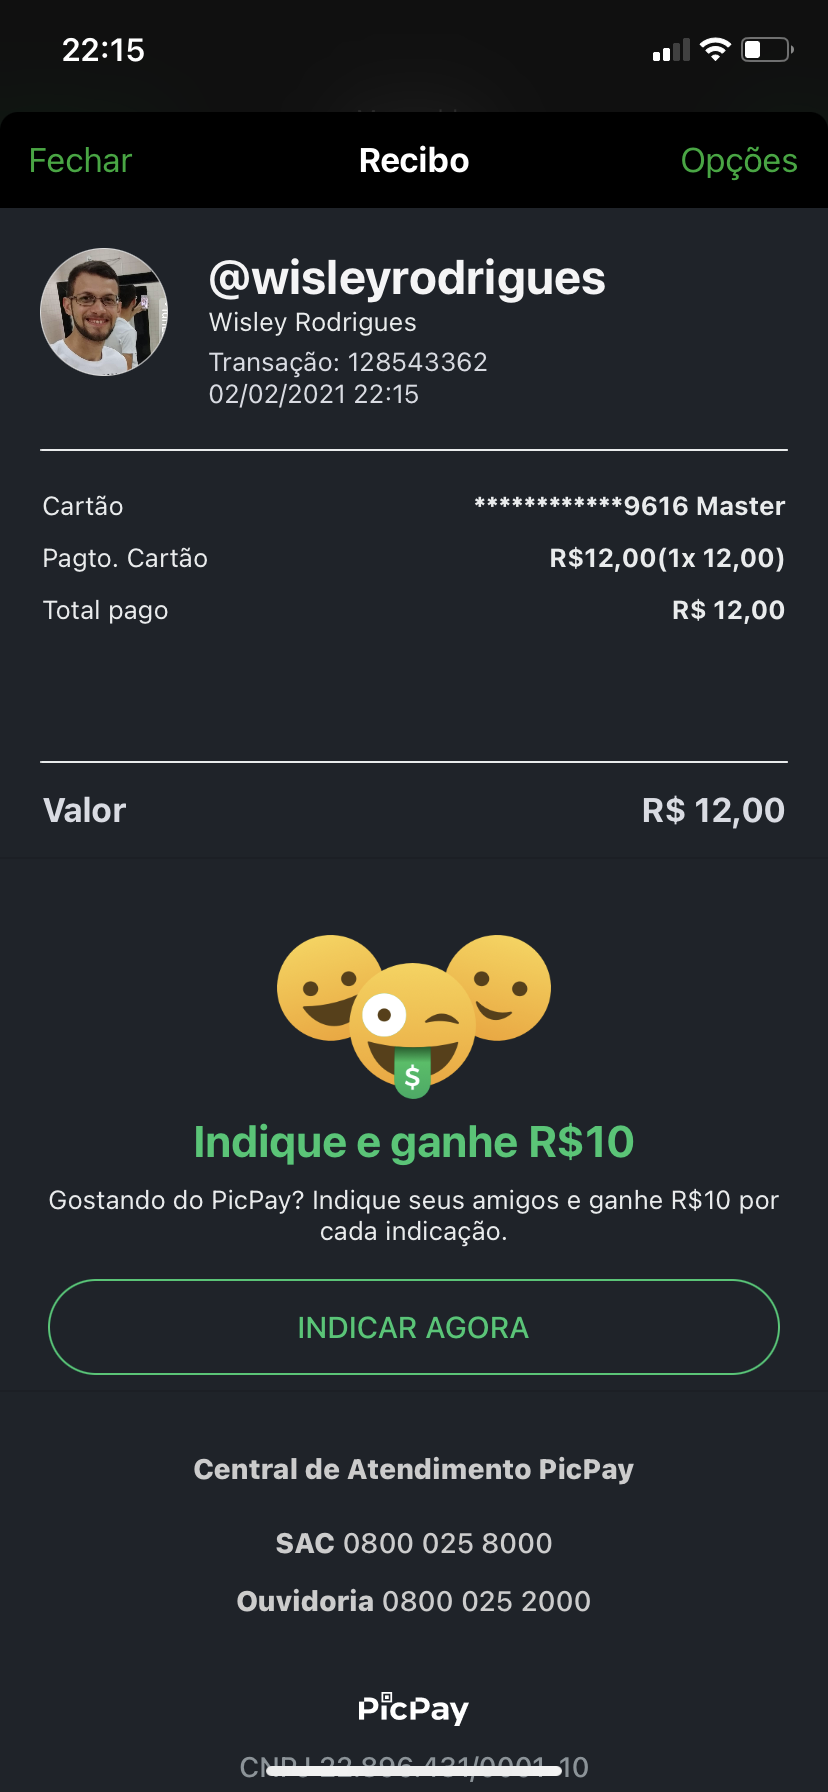 22:15
Fechar
Recibo
Opções
@wisleyrodrigues
Wisley Rodrigues
Transação: 128543362
02/02/2021 22:15
Cartão ************9616 Master
Pagto. Cartão R$12,00(1x 12,00)
Total pago R$ 12,00
Valor R$ 12,00
$
Indique e ganhe R$10
Gostando do PicPay? Indique seus amigos e ganhe R$10 por
cada indicação.
INDICAR AGORA
Central de Atendimento PicPay
SAC 0800 025 8000
Ouvidoria 0800 025 2000
PicPay
CNPJ 22.896.431/0001-10